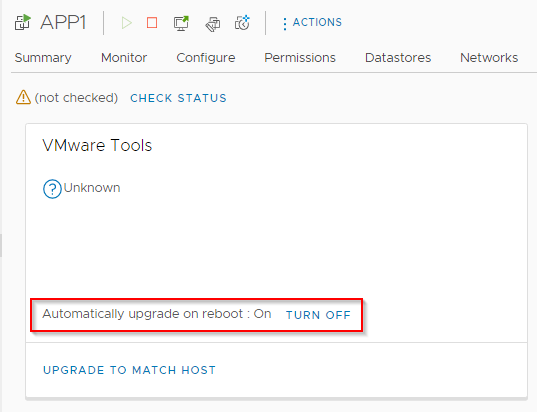 APP1
ACTIONS
Summary Monitor Configure Permissions Datastores Networks
(not checked) CHECK STATUS
VMware Tools
Unknown
Automatically upgrade on reboot : On TURN OFF
UPGRADE TO MATCH HOST